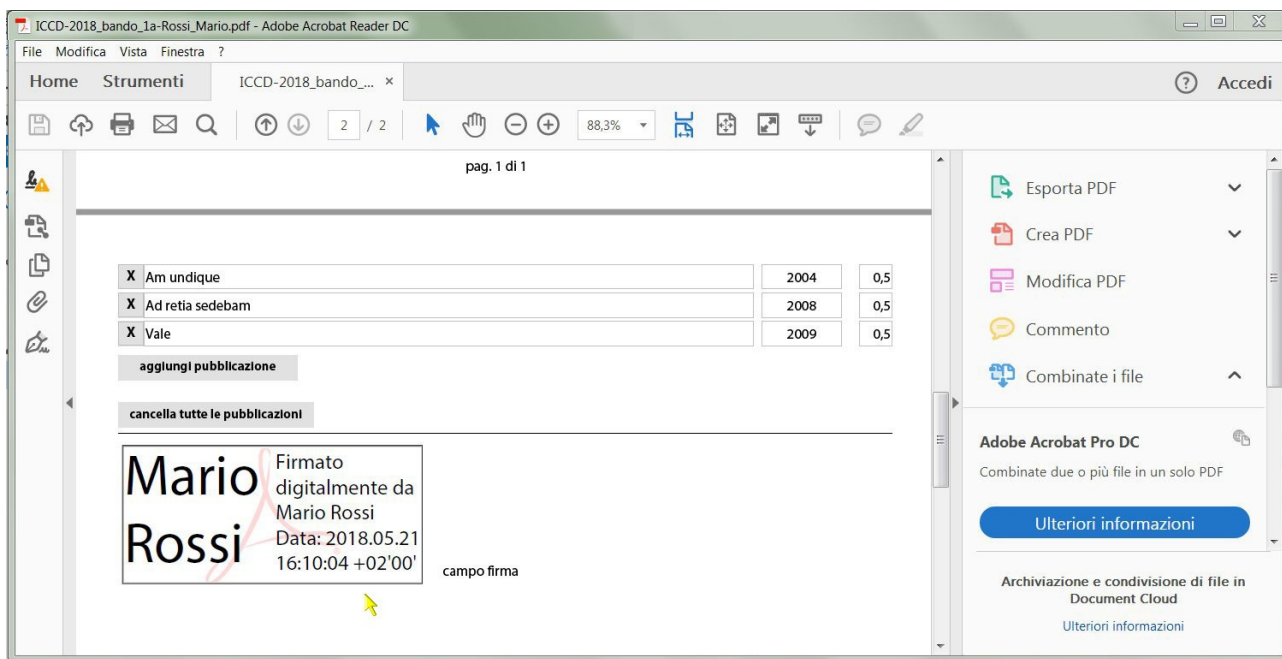 ICCD-2018_bando_1a-Rossi_Mario.pdf - Adobe Acrobat Reader DC
File Modifica Vista Finestra ?
Home Strumenti ICCD-2018_bando_... × ? Accedi
2 / 2 88,3%
pag. 1 di 1
X Am undique 2004 0,5
X Ad retia sedebam 2008 0,5
X Vale 2009 0,5
aggiungi pubblicazione
cancella tutte le pubblicazioni
Mario
Rossi
Firmato
digitalmente da
Mario Rossi
Data: 2018.05.21
16:10:04 +02'00'
campo firma
Esporta PDF
Crea PDF
Modifica PDF
Commento
Combinate i file
Adobe Acrobat Pro DC
Combinate due o più file in un solo PDF
Ulteriori informazioni
Archiviazione e condivisione di file in
Document Cloud
Ulteriori informazioni